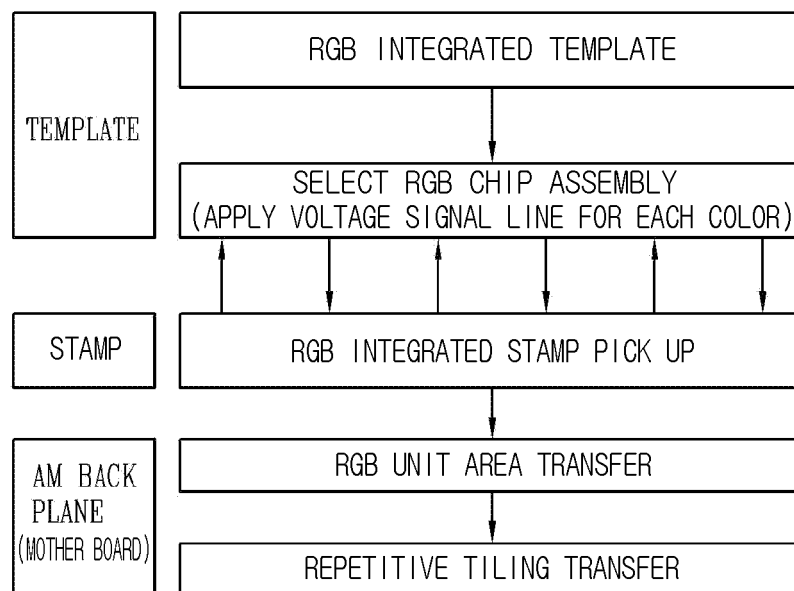 TEMPLATE
RGB INTEGRATED TEMPLATE
SELECT RGB CHIP ASSEMBLY
(APPLY VOLTAGE SIGNAL LINE FOR EACH COLOR)
STAMP
RGB INTEGRATED STAMP PICK UP
AM BACK
PLANE
(MOTHER BOARD)
RGB UNIT AREA TRANSFER
REPETITIVE TILING TRANSFER